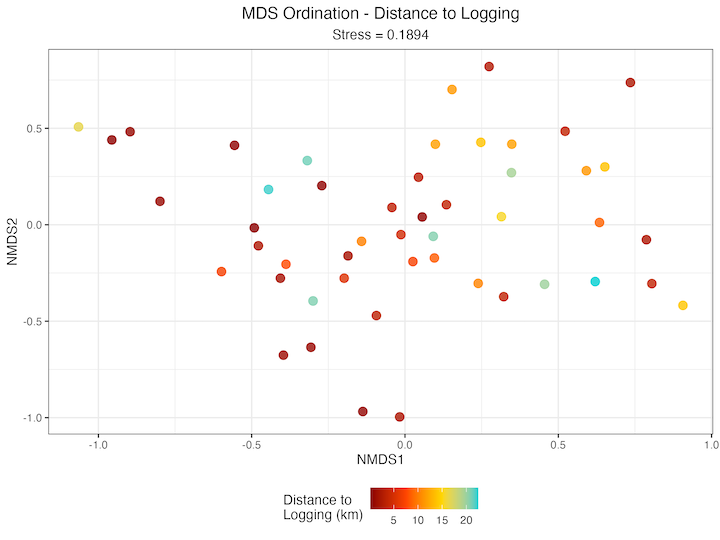 MDS Ordination - Distance to Logging
Stress = 0.1894
NMDS2
0.5
0.0
-0.5
-1.0
-1.0 -0.5 0.0 0.5 1.0
NMDS1
Distance to
Logging (km)
5 10 15 20